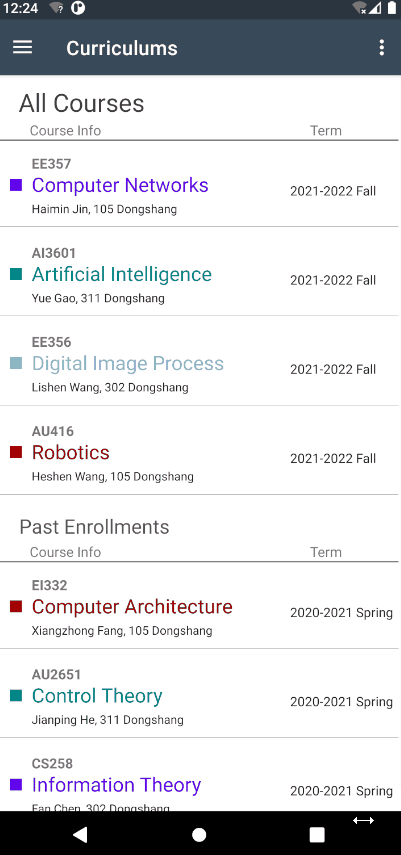 12:24
Curriculums
All Courses
Course Info Term
EE357
Computer Networks
2021-2022 Fall
Haimin Jin, 105 Dongshang
AI3601
Artificial Intelligence
2021-2022 Fall
Yue Gao, 311 Dongshang
EE356
Digital Image Process
2021-2022 Fall
Lishen Wang, 302 Dongshang
AU416
Robotics
2021-2022 Fall
Heshen Wang, 105 Dongshang
Past Enrollments
Course Info Term
EI332
Computer Architecture
2020-2021 Spring
Xiangzhong Fang, 105 Dongshang
AU2651
Control Theory
2020-2021 Spring
Jianping He, 311 Dongshang
CS258
Information Theory
2020-2021 Spring
Fan Chen, 302 Dongshang